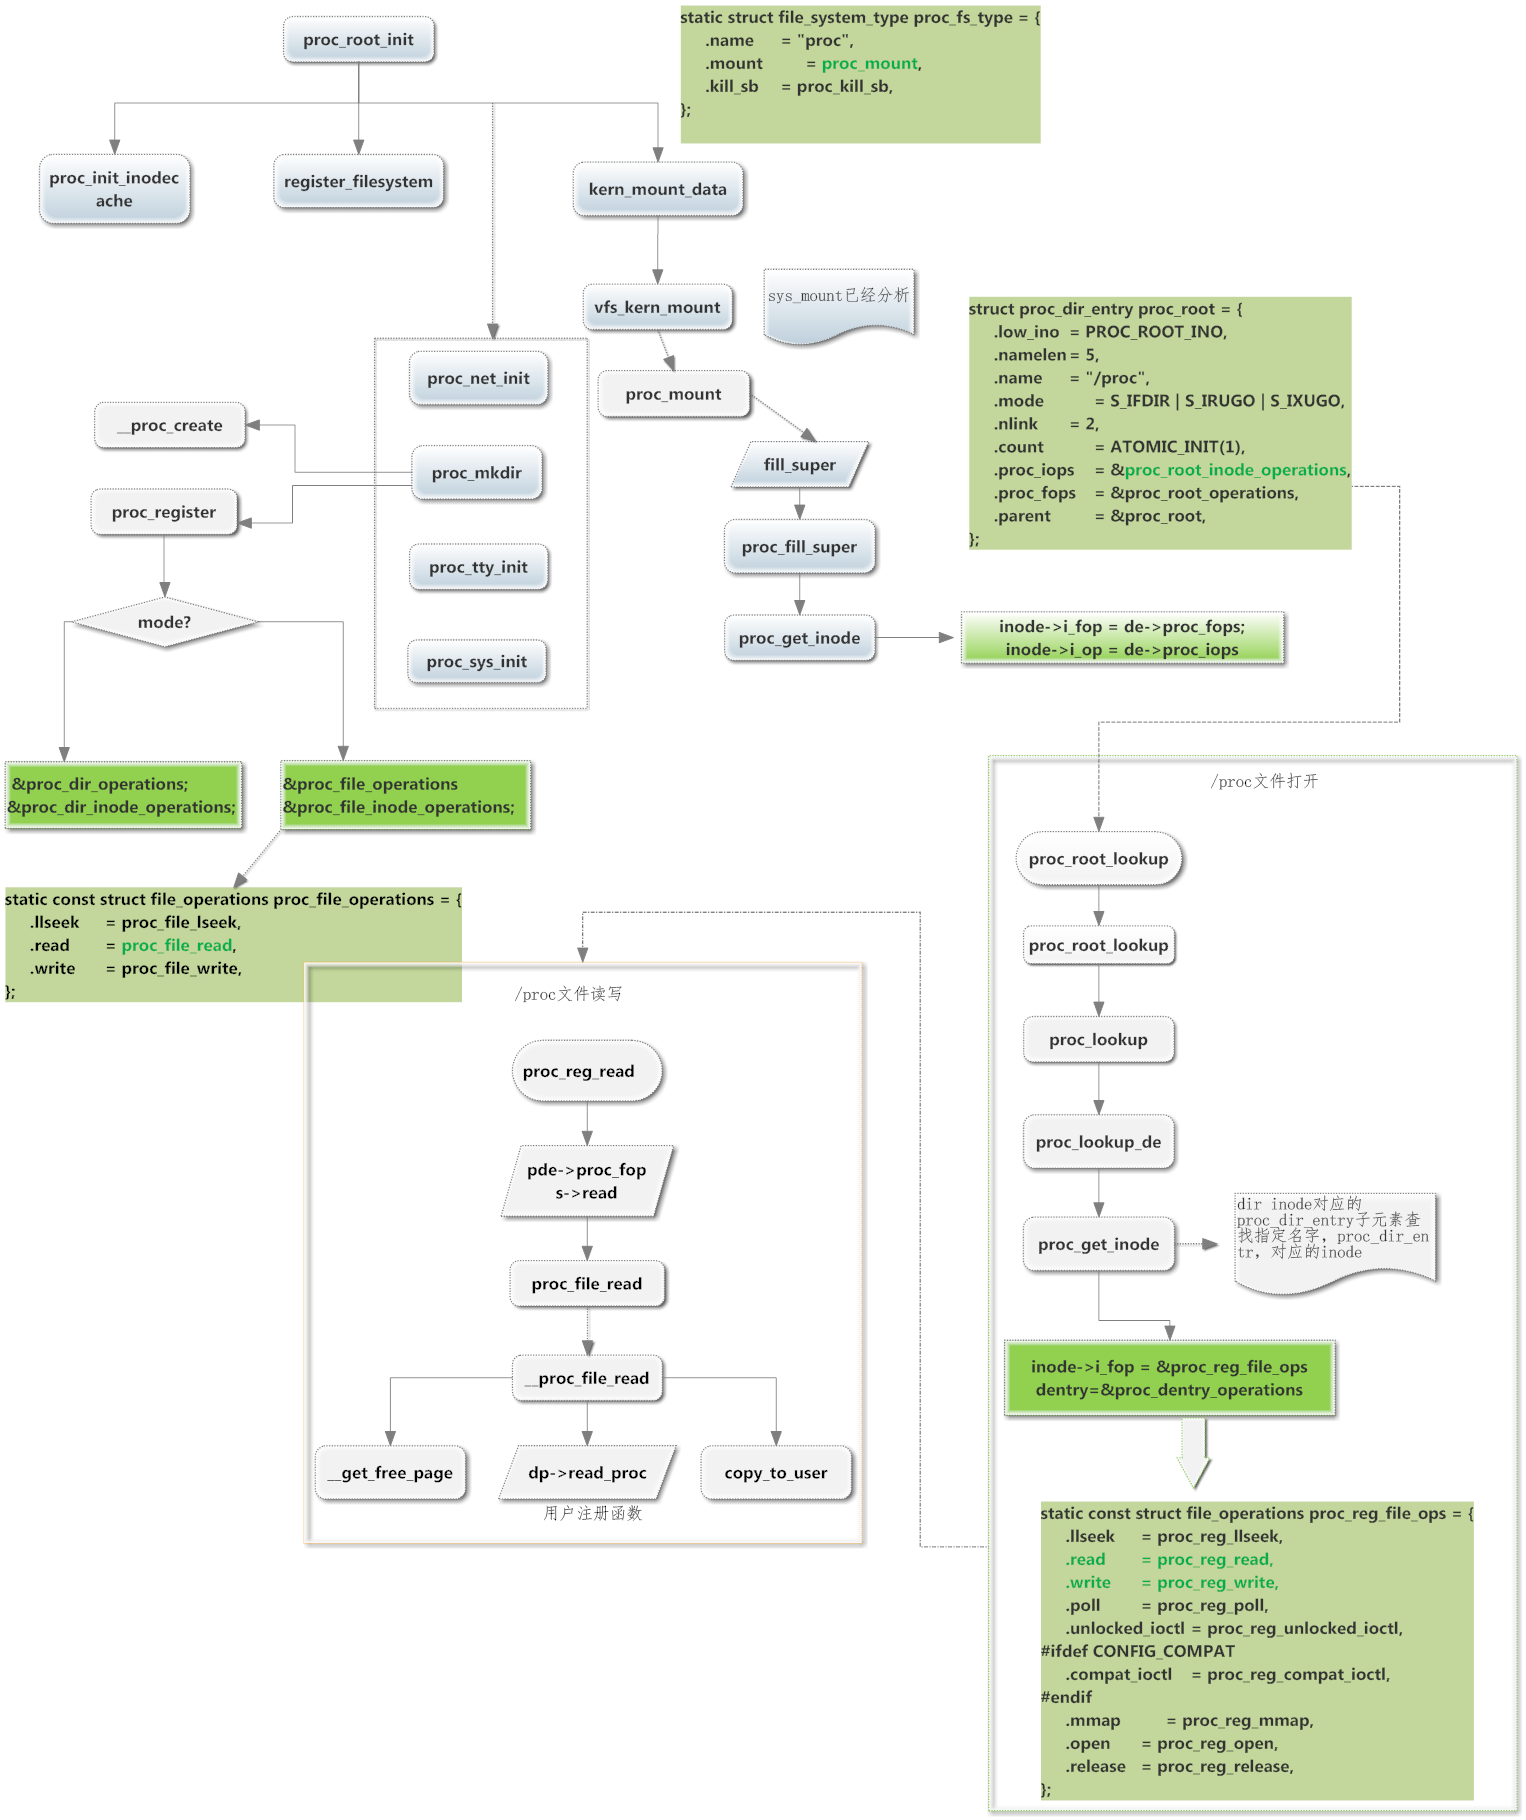 proc_root_init
static struct file_system_type proc_fs_type = {
.name = "proc",
.mount = proc_mount,
.kill_sb = proc_kill_sb,
};
proc_init_inodec
ache
register_filesystem
kern_mount_data
vfs_kern_mount
sys_mount已经分析
proc_mount
fill_super
proc_fill_super
proc_get_inode
inode->i_fop = de->proc_fops;
inode->i_op = de->proc_iops
struct proc_dir_entry proc_root = {
.low_ino = PROC_ROOT_INO,
.namelen = 5,
.name = "/proc",
.mode = S_IFDIR | S_IRUGO | S_IXUGO,
.nlink = 2,
.count = ATOMIC_INIT(1),
.proc_iops = &proc_root_inode_operations,
.proc_fops = &proc_root_operations,
.parent = &proc_root,
};
proc_net_init
proc_mkdir
proc_tty_init
proc_sys_init
__proc_create
proc_register
mode?
&proc_dir_operations;
&proc_dir_inode_operations;
&proc_file_operations
&proc_file_inode_operations;
static const struct file_operations proc_file_operations = {
.llseek = proc_file_lseek,
.read = proc_file_read,
.write = proc_file_write,
};
/proc文件读写
proc_reg_read
pde->proc_fop
s->read
proc_file_read
__proc_file_read
__get_free_page
dp->read_proc
copy_to_user
用户注册函数
/proc文件打开
proc_root_lookup
proc_root_lookup
proc_lookup
proc_lookup_de
proc_get_inode
dir inode对应的
proc_dir_entry子元素查
找指定名字，proc_dir_en
tr，对应的inode
inode->i_fop = &proc_reg_file_ops
dentry=&proc_dentry_operations
static const struct file_operations proc_reg_file_ops = {
.llseek = proc_reg_llseek,
.read = proc_reg_read,
.write = proc_reg_write,
.poll = proc_reg_poll,
.unlocked_ioctl = proc_reg_unlocked_ioctl,
#ifdef CONFIG_COMPAT
.compat_ioctl = proc_reg_compat_ioctl,
#endif
.mmap = proc_reg_mmap,
.open = proc_reg_open,
.release = proc_reg_release,
};